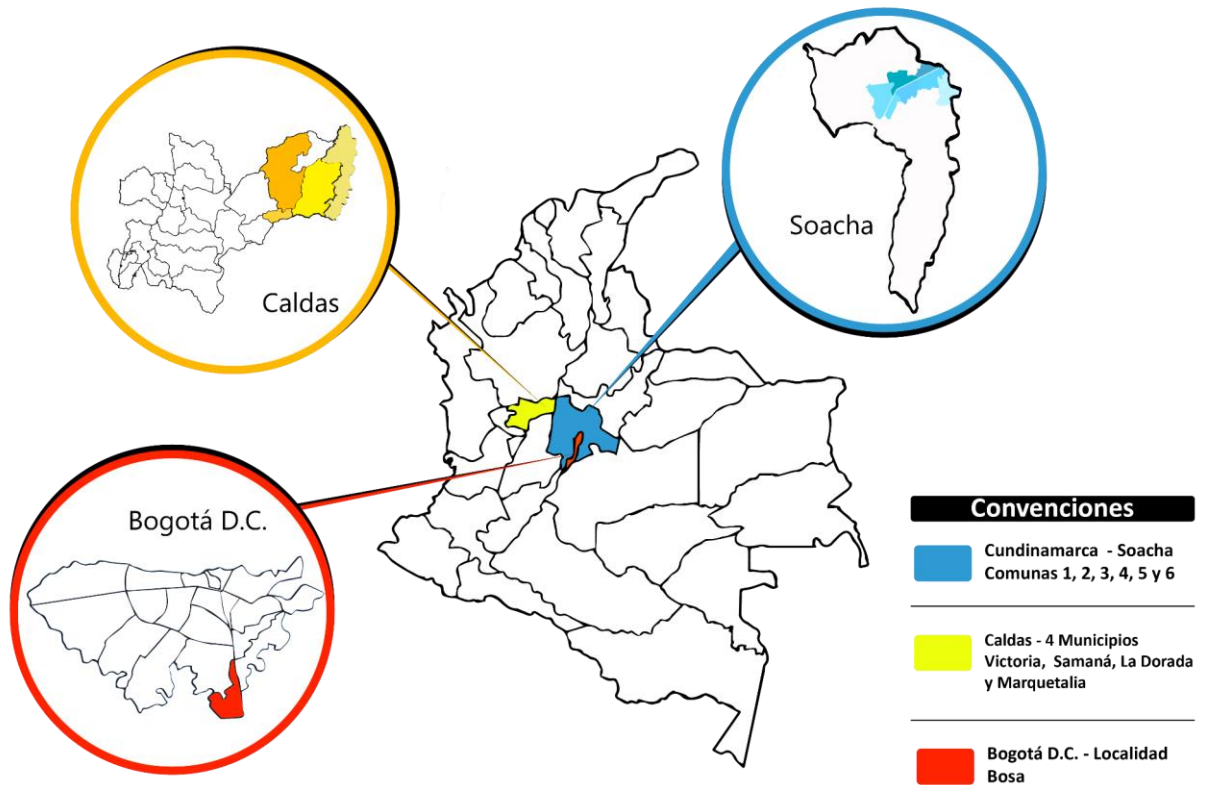 Soacha
Caldas
Bogotá D.C.
Convenciones
Cundinamarca - Soacha
Comunas 1, 2, 3, 4, 5 y 6
Caldas - 4 Municipios
Victoria, Samaná, La Dorada
y Marquetalia
Bogotá D.C. - Localidad
Bosa